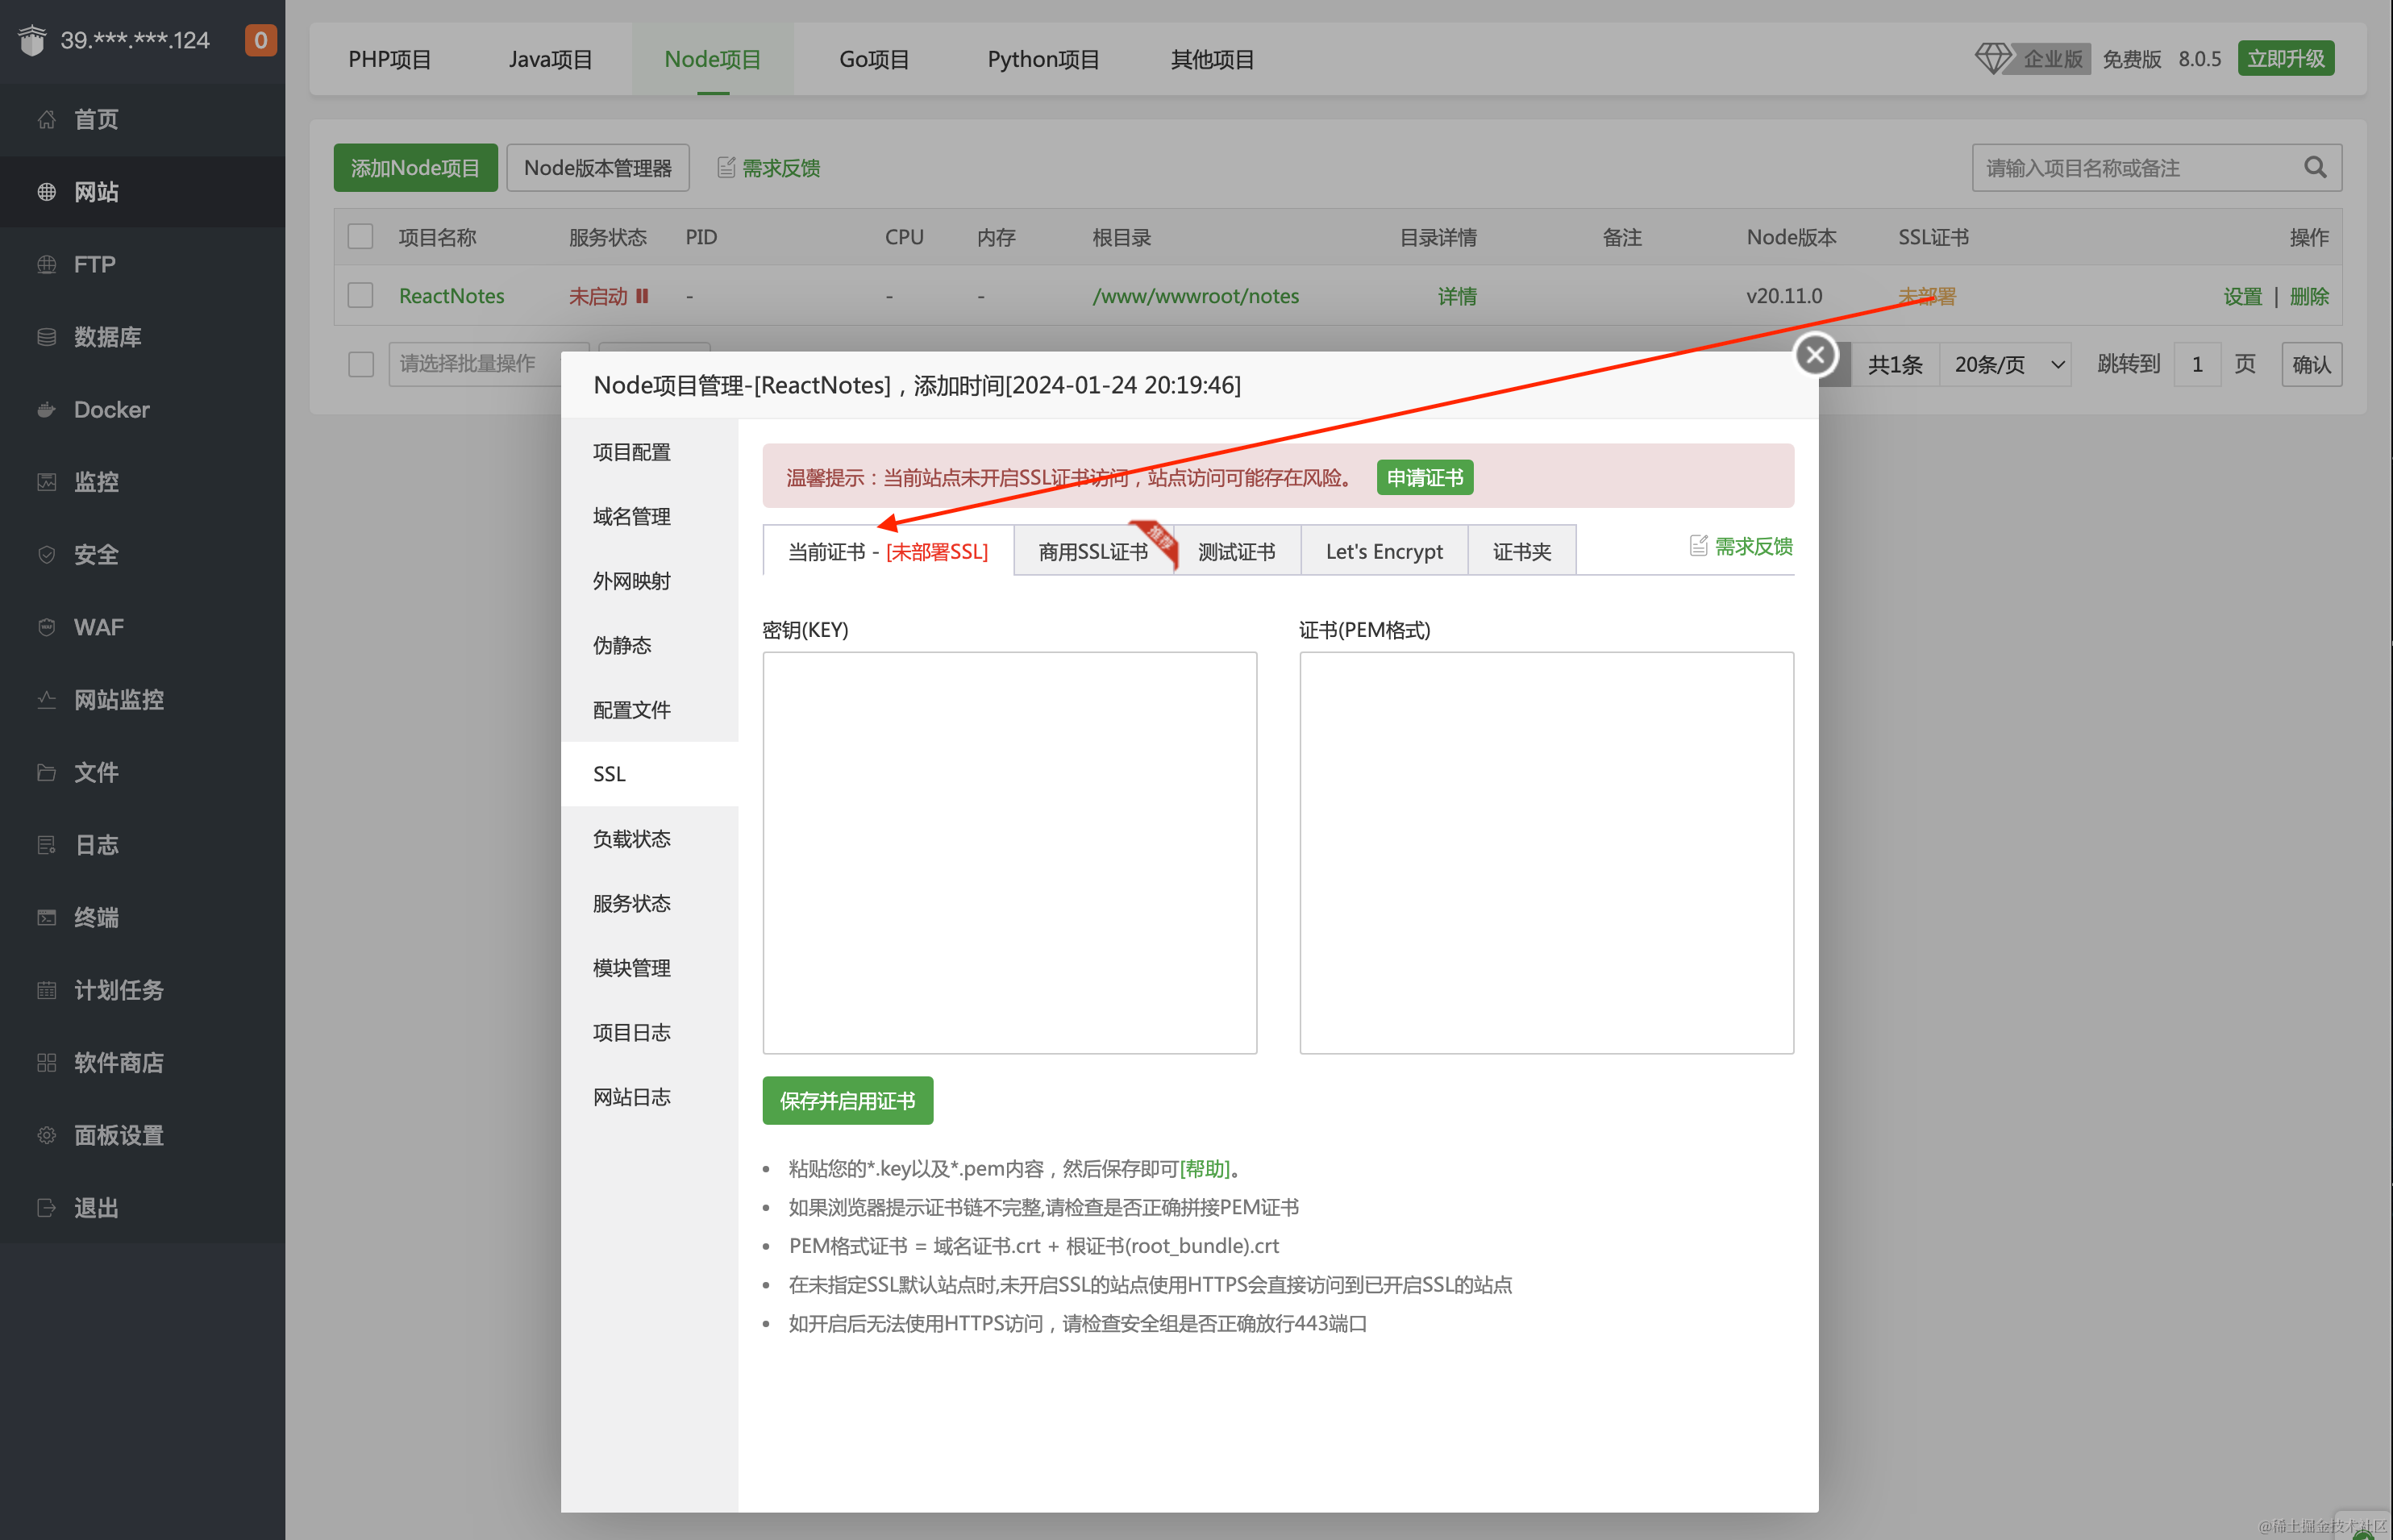 39.***.***.124 0
首页
网站
FTP
数据库
Docker
监控
安全
WAF
网站监控
文件
日志
终端
计划任务
软件商店
面板设置
退出
PHP项目 Java项目 Node项目 Go项目 Python项目 其他项目 企业版 免费版 8.0.5 立即升级
添加Node项目 Node版本管理器 需求反馈 请输入项目名称或备注
项目名称 服务状态 PID CPU 内存 根目录 目录详情 备注 Node版本 SSL证书 操作
ReactNotes 未启动 - - - /www/wwwroot/notes 详情 v20.11.0 未部署 设置 | 删除
请选择批量操作 共1条 20条/页 跳转到 1 页 确认
Node项目管理-[ReactNotes]，添加时间[2024-01-24 20:19:46]
项目配置
域名管理
外网映射
伪静态
配置文件
SSL
负载状态
服务状态
模块管理
项目日志
网站日志
温馨提示：当前站点未开启SSL证书访问，站点访问可能存在风险。 申请证书
当前证书 - [未部署SSL] 商用SSL证书 推荐 测试证书 Let's Encrypt 证书夹 需求反馈
密钥(KEY) 证书(PEM格式)
保存并启用证书
粘贴您的*.key以及*.pem内容，然后保存即可[帮助]。
如果浏览器提示证书链不完整,请检查是否正确拼接PEM证书
PEM格式证书 = 域名证书.crt + 根证书(root_bundle).crt
在未指定SSL默认站点时,未开启SSL的站点使用HTTPS会直接访问到已开启SSL的站点
如开启后无法使用HTTPS访问，请检查安全组是否正确放行443端口
@稀土掘金技术社区